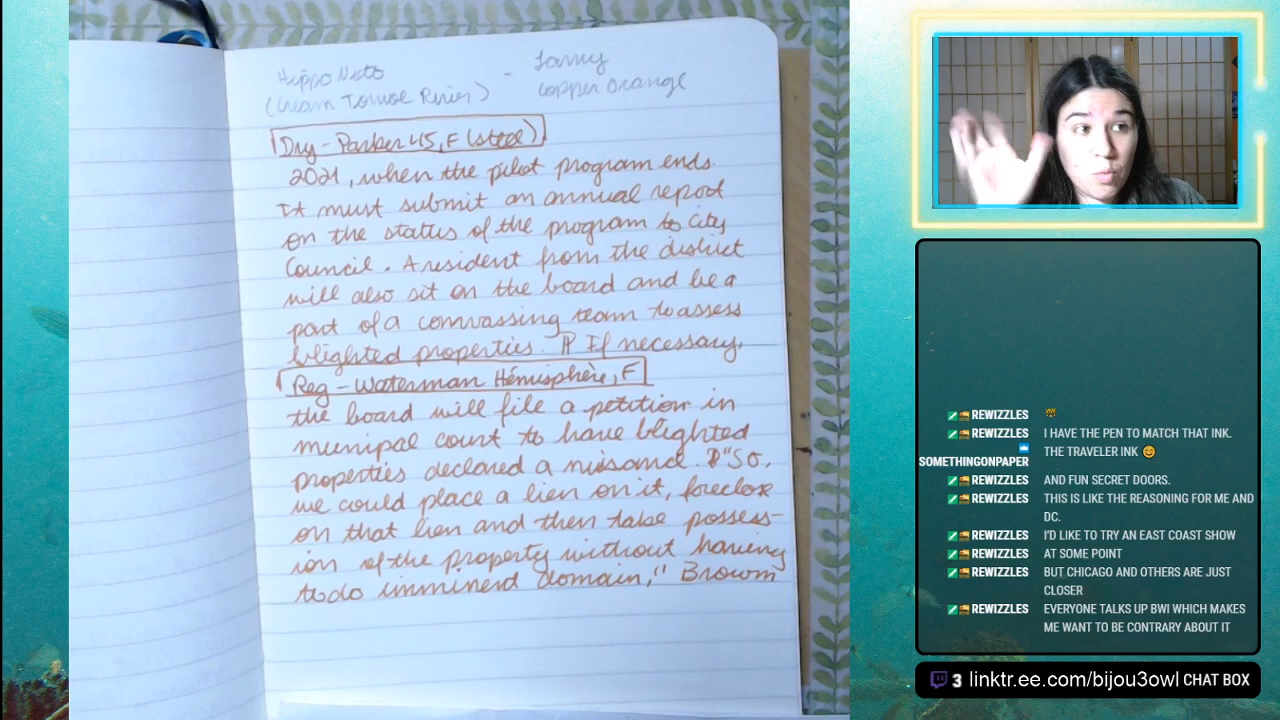 Hippo Noto
(Cream Tomoe River)
- Lamy
Copper Orange
Dry - Parker 45, F (steel)
2021, when the pilot program ends.
It must submit an annual report
on the status of the program to City
Council. A resident from the district
will also sit on the board and be a
part of a convassing team to assess
blighted properties. ⁋ If necessary,
Reg - Waterman Hémisphère, F
the board will file a petition in
municpal court to have blighted
properties declared a nuisance. ⁋ "So,
we could place a lien on it, foreclose
on that lien and then take possess-
ion of the property without having
to do imminent domain," Brown
REWIZZLES
REWIZZLES I HAVE THE PEN TO MATCH THAT INK.
SOMETHINGONPAPER THE TRAVELER INK
REWIZZLES AND FUN SECRET DOORS.
REWIZZLES THIS IS LIKE THE REASONING FOR ME AND
DC.
REWIZZLES I'D LIKE TO TRY AN EAST COAST SHOW
REWIZZLES AT SOME POINT
REWIZZLES BUT CHICAGO AND OTHERS ARE JUST
CLOSER
REWIZZLES EVERYONE TALKS UP BWI WHICH MAKES
ME WANT TO BE CONTRARY ABOUT IT
3 linktr.ee.com/bijou3owl CHAT BOX